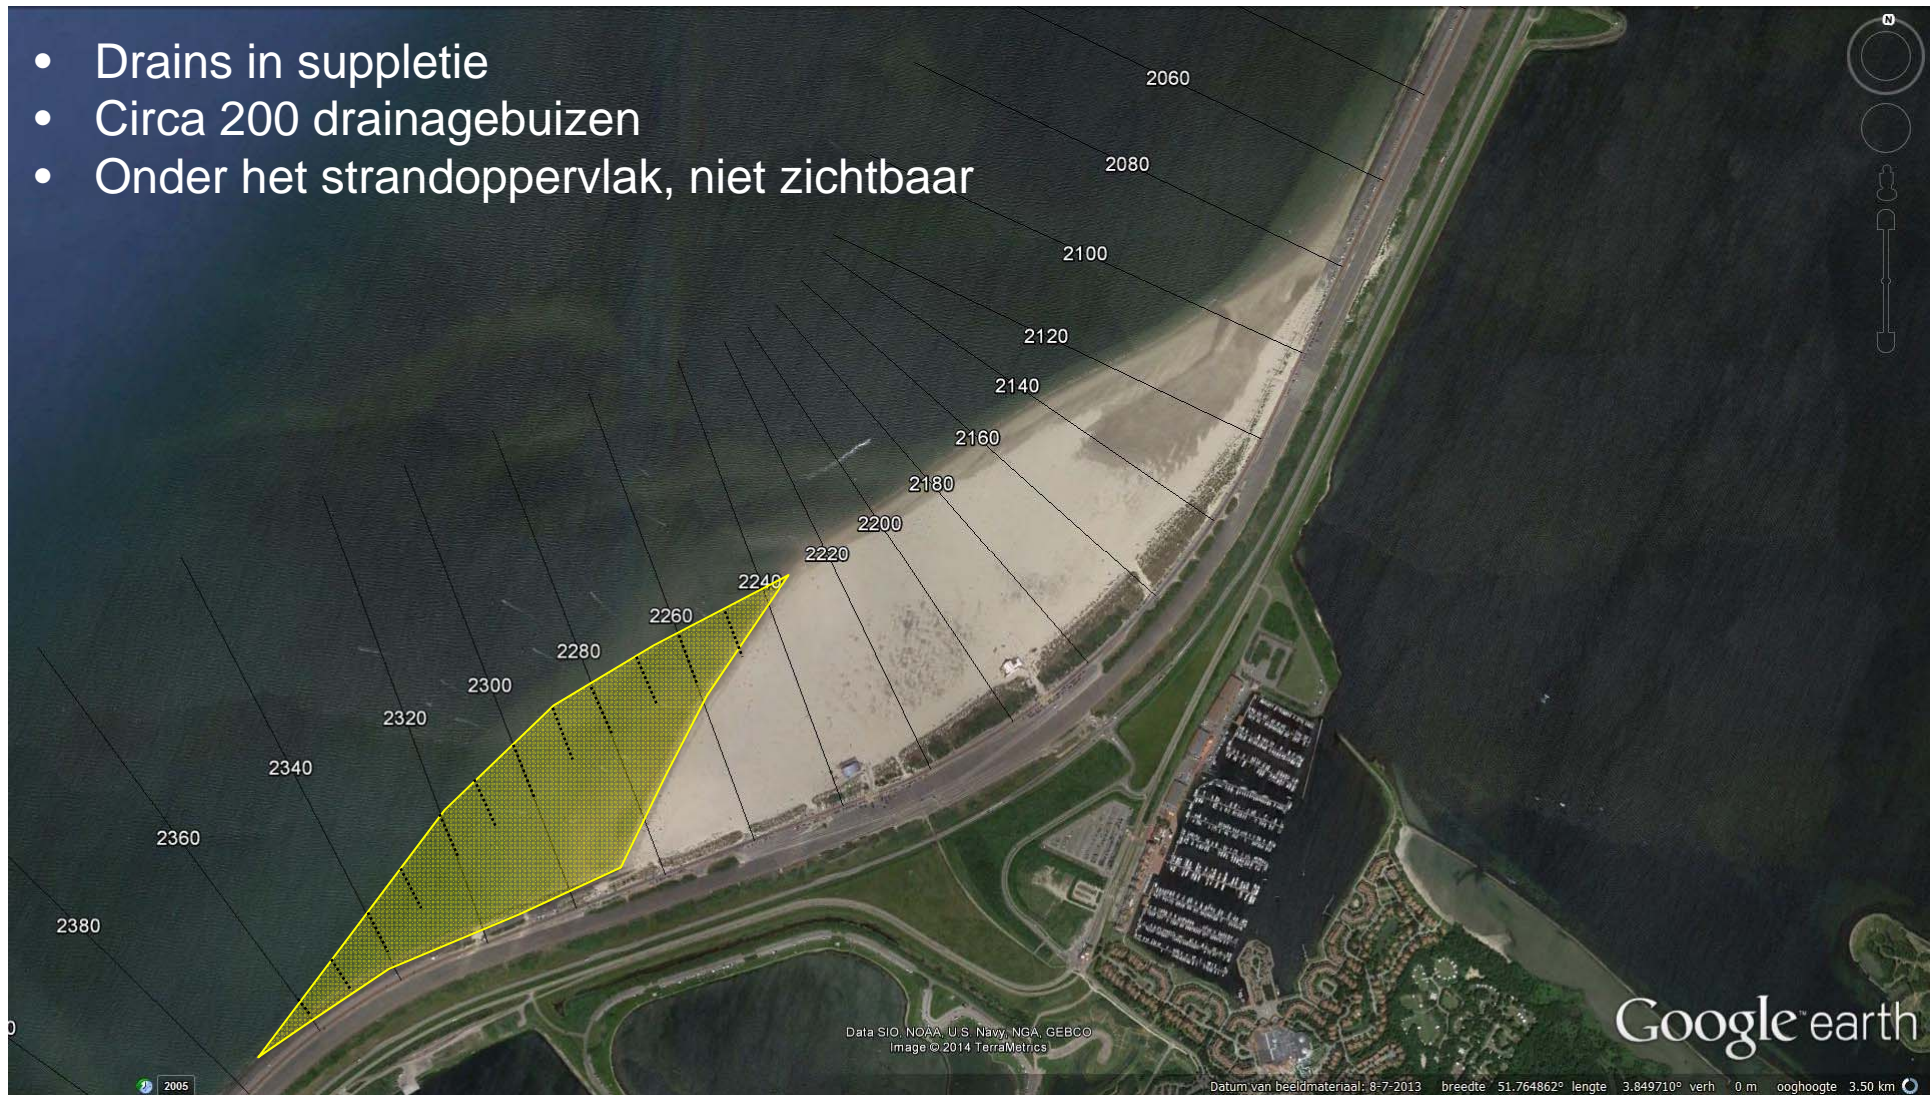 • Drains in suppletie
• Circa 200 drainagebuizen
• Onder het strandoppervlak, niet zichtbaar
N
2060
2080
2100
2120
2140
2160
2180
2200
2220
2240
2260
2280
2300
2320
2340
2360
2380
0
Data SIO, NOAA, U.S. Navy, NGA, GEBCO
Image © 2014 TerraMetrics
Google earth
2005
Datum van beeldmateriaal: 8-7-2013 breedte 51.764862° lengte 3.849710° verh 0 m ooghoogte 3.50 km